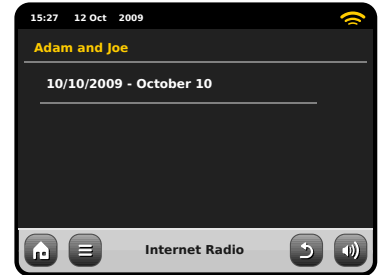 15:27 12 Oct 2009
Adam and Joe
10/10/2009 - October 10
Internet Radio